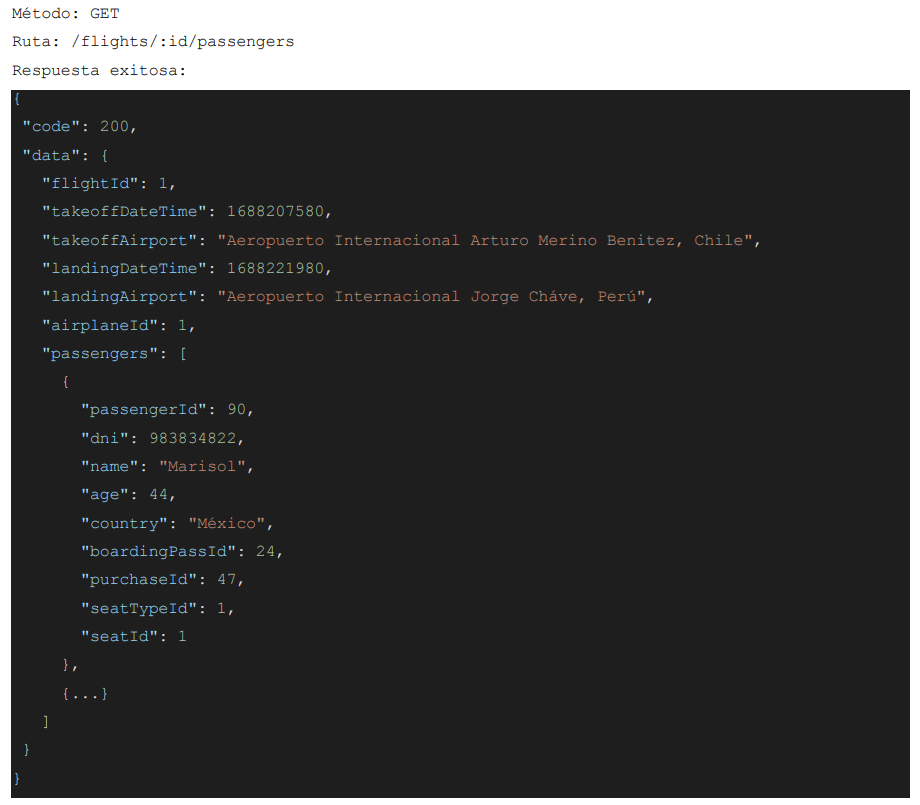 Método: GET
Ruta: /flights/:id/passengers
Respuesta exitosa:
{
"code": 200,
"data": {
"flightId": 1,
"takeoffDateTime": 1688207580,
"takeoffAirport": "Aeropuerto Internacional Arturo Merino Benitez, Chile",
"landingDateTime": 1688221980,
"landingAirport": "Aeropuerto Internacional Jorge Cháve, Perú",
"airplaneId": 1,
"passengers": [
{
"passengerId": 90,
"dni": 983834822,
"name": "Marisol",
"age": 44,
"country": "México",
"boardingPassId": 24,
"purchaseId": 47,
"seatTypeId": 1,
"seatId": 1
},
{...}
]
}
}